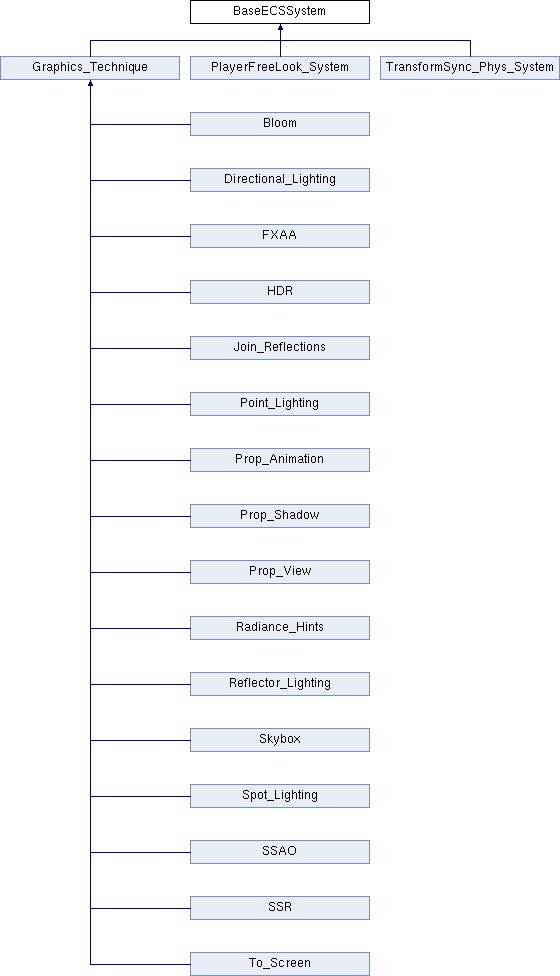 BaseECSSystem
Graphics_Technique
PlayerFreeLook_System
TransformSync_Phys_System
Bloom
Directional_Lighting
FXAA
HDR
Join_Reflections
Point_Lighting
Prop_Animation
Prop_Shadow
Prop_View
Radiance_Hints
Reflector_Lighting
Skybox
Spot_Lighting
SSAO
SSR
To_Screen